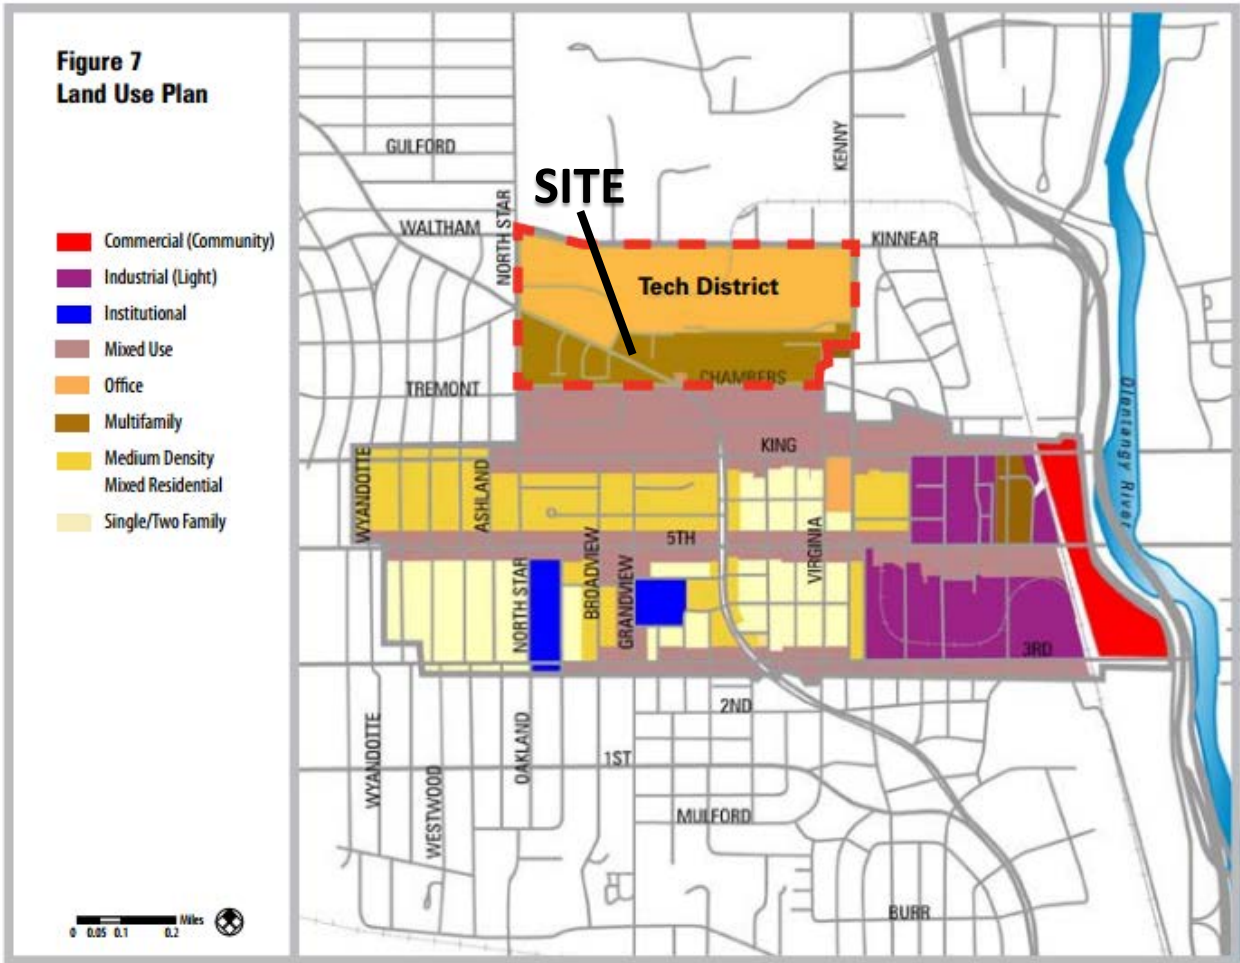 Figure 7
Land Use Plan
Commercial (Community)
Industrial (Light)
Institutional
Mixed Use
Office
Multifamily
Medium Density
Mixed Residential
Single/Two Family
Miles
0 0.05 0.1 0.2
GULFORD
KENNY
SITE
NORTH STAR
WALTHAM
KINNEAR
Tech District
TREMONT
CHAMBERS
KING
WYANDOTTE
ASHLAND
Olentangy River
5TH
VIRGINIA
BROADVIEW
GRANDVIEW
NORTH STAR
3RD
2ND
WYANDOTTE
OAKLAND
1ST
WESTWOOD
MULFORD
BURR